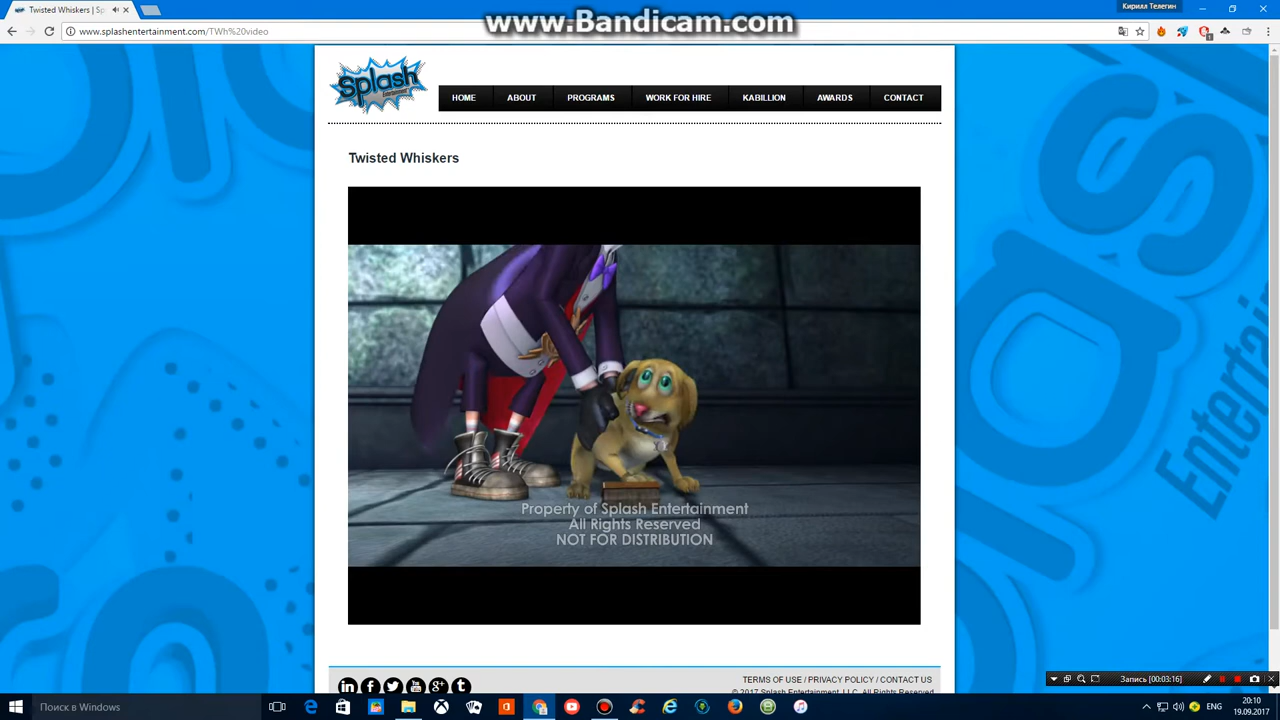 Twisted Whiskers | Sp
www.Bandicam.com
Кирилл Телегин
www.splashentertainment.com/TWh%20video
Splash
Entertainment
HOME
ABOUT
PROGRAMS
WORK FOR HIRE
KABILLION
AWARDS
CONTACT
Twisted Whiskers
Property of Splash Entertainment
All Rights Reserved
NOT FOR DISTRIBUTION
TERMS OF USE / PRIVACY POLICY / CONTACT US
© 2017 Splash Entertainment, LLC. All Rights Reserved
Запись [00:03:16]
Поиск в Windows
ENG
20:10
19.09.2017